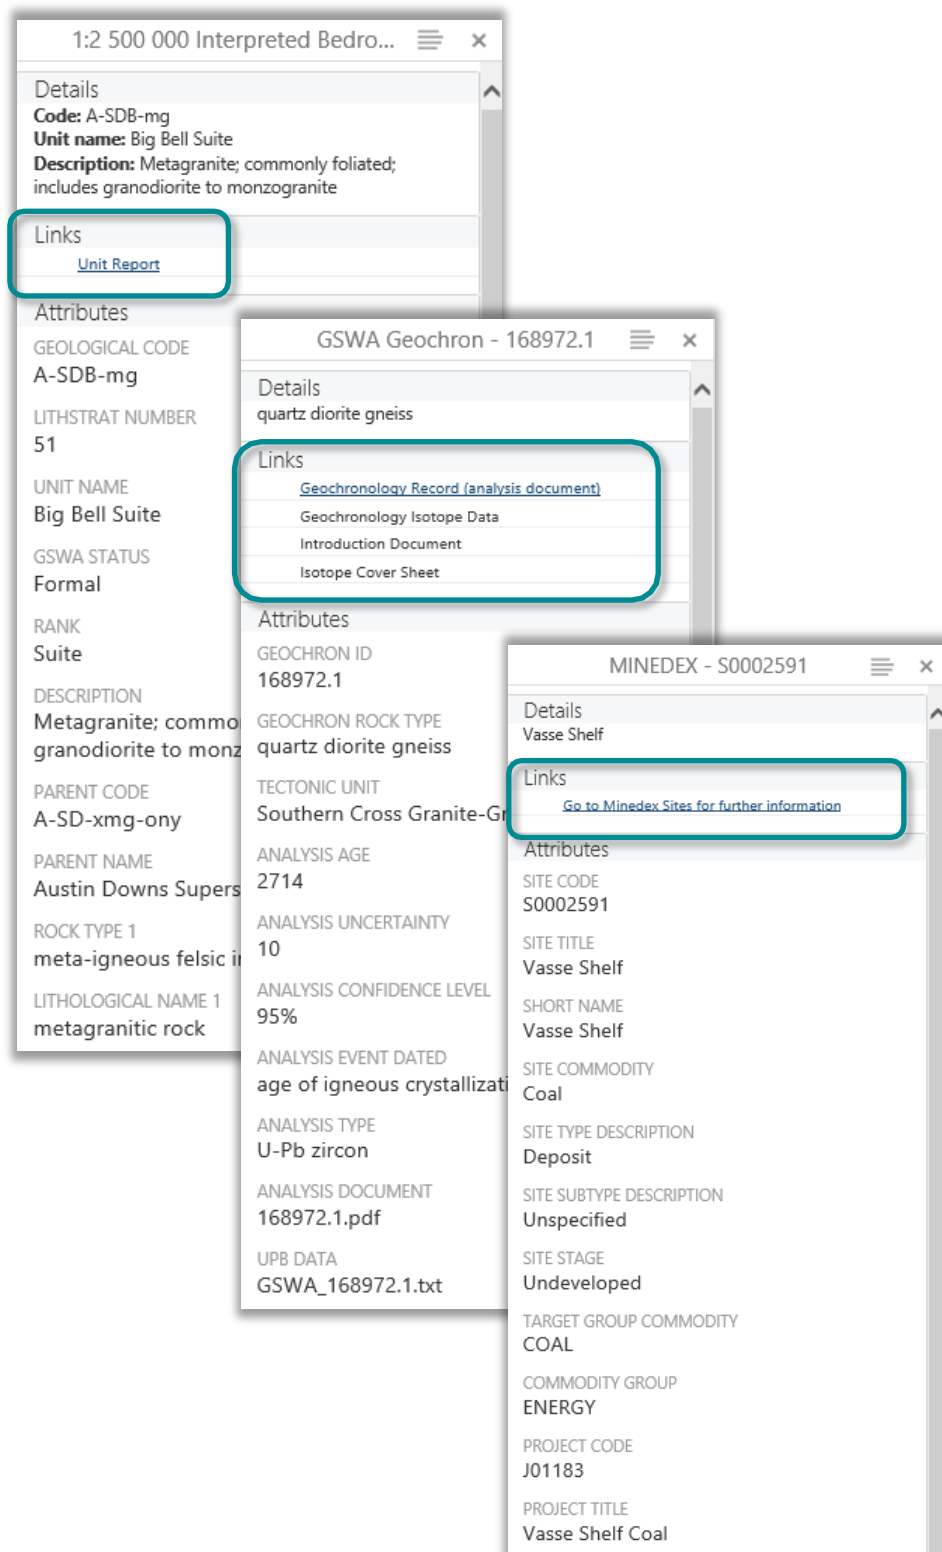 1:2 500 000 Interpreted Bedro...
Details
Code: A-SDB-mg
Unit name: Big Bell Suite
Description: Metagranite; commonly foliated;
includes granodiorite to monzogranite
Links
Unit Report
Attributes
GEOLOGICAL CODE
A-SDB-mg
LITHSTRAT NUMBER
51
UNIT NAME
Big Bell Suite
GSWA STATUS
Formal
RANK
Suite
DESCRIPTION
Metagranite; commo
granodiorite to monz
PARENT CODE
A-SD-xmg-ony
PARENT NAME
Austin Downs Supers
ROCK TYPE 1
meta-igneous felsic in
LITHOLOGICAL NAME 1
metagranitic rock
GSWA Geochron - 168972.1
Details
quartz diorite gneiss
Links
Geochronology Record (analysis document)
Geochronology Isotope Data
Introduction Document
Isotope Cover Sheet
Attributes
GEOCHRON ID
168972.1
GEOCHRON ROCK TYPE
quartz diorite gneiss
TECTONIC UNIT
Southern Cross Granite-Gr
ANALYSIS AGE
2714
ANALYSIS UNCERTAINTY
10
ANALYSIS CONFIDENCE LEVEL
95%
ANALYSIS EVENT DATED
age of igneous crystallizati
ANALYSIS TYPE
U-Pb zircon
ANALYSIS DOCUMENT
168972.1.pdf
UPB DATA
GSWA_168972.1.txt
MINEDEX - S0002591
Details
Vasse Shelf
Links
Go to Minedex Sites for further information
Attributes
SITE CODE
S0002591
SITE TITLE
Vasse Shelf
SHORT NAME
Vasse Shelf
SITE COMMODITY
Coal
SITE TYPE DESCRIPTION
Deposit
SITE SUBTYPE DESCRIPTION
Unspecified
SITE STAGE
Undeveloped
TARGET GROUP COMMODITY
COAL
COMMODITY GROUP
ENERGY
PROJECT CODE
J01183
PROJECT TITLE
Vasse Shelf Coal